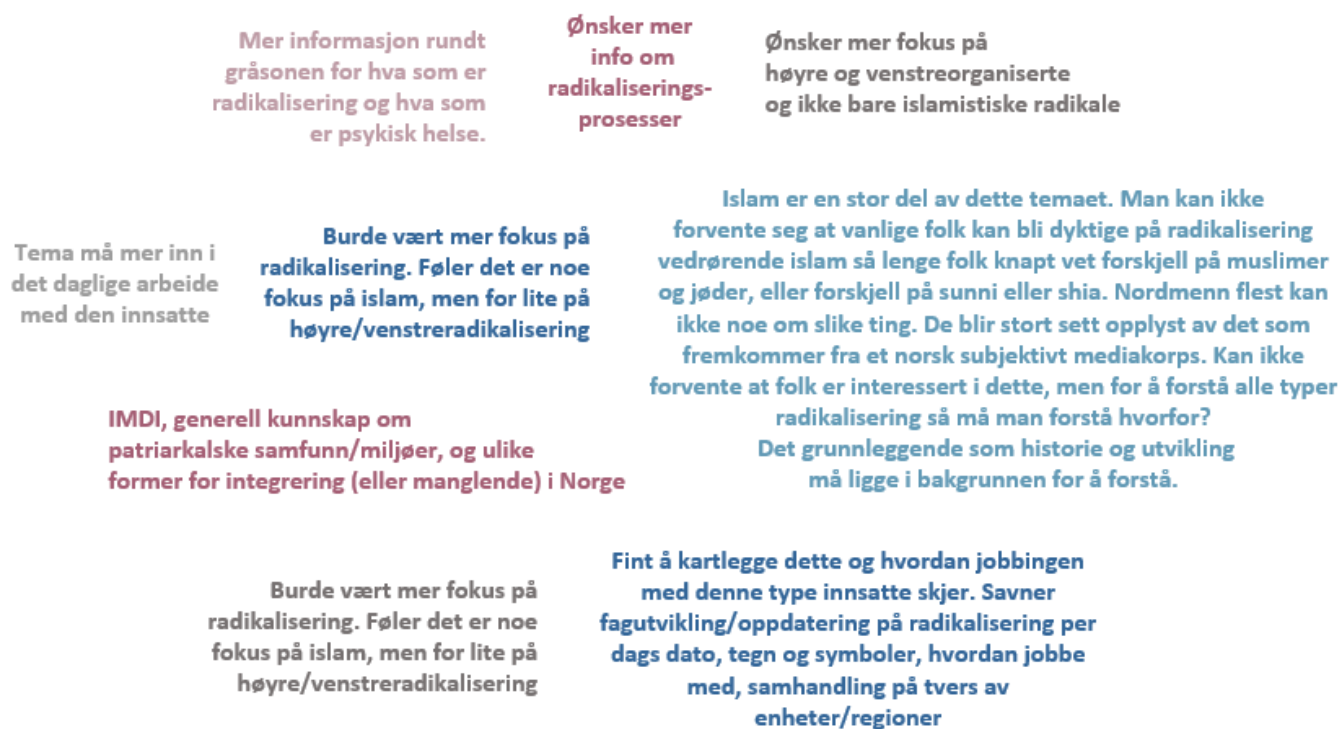 Mer informasjon rundt
gråsonen for hva som er
radikalisering og hva som
er psykisk helse.
Ønsker mer
info om
radikaliserings-
prosesser
Ønsker mer fokus på
høyre og venstreorganiserte
og ikke bare islamistiske radikale
Tema må mer inn i
det daglige arbeide
med den innsatte
Burde vært mer fokus på
radikalisering. Føler det er noe
fokus på islam, men for lite på
høyre/venstreradikalisering
Islam er en stor del av dette temaet. Man kan ikke
forvente seg at vanlige folk kan bli dyktige på radikalisering
vedrørende islam så lenge folk knapt vet forskjell på muslimer
og jøder, eller forskjell på sunni eller shia. Nordmenn flest kan
ikke noe om slike ting. De blir stort sett opplyst av det som
fremkommer fra et norsk subjektivt mediakorps. Kan ikke
forvente at folk er interessert i dette, men for å forstå alle typer
radikalisering så må man forstå hvorfor?
Det grunnleggende som historie og utvikling
må ligge i bakgrunnen for å forstå.
IMDI, generell kunnskap om
patriarkalske samfunn/miljøer, og ulike
former for integrering (eller manglende) i Norge
Burde vært mer fokus på
radikalisering. Føler det er noe
fokus på islam, men for lite på
høyre/venstreradikalisering
Fint å kartlegge dette og hvordan jobbingen
med denne type innsatte skjer. Savner
fagutvikling/oppdatering på radikalisering per
dags dato, tegn og symboler, hvordan jobbe
med, samhandling på tvers av
enheter/regioner